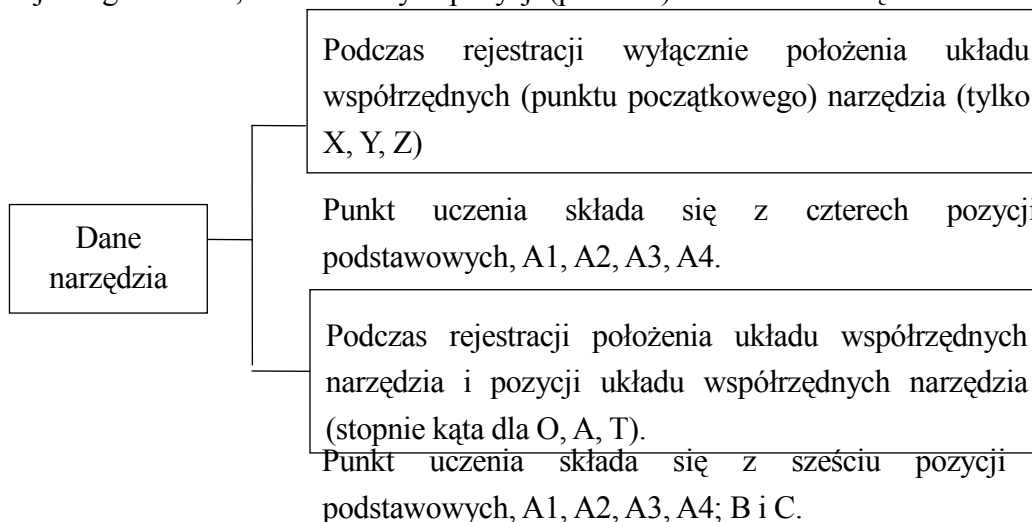 Podczas rejestracji wyłącznie położenia układu
współrzędnych (punktu początkowego) narzędzia (tylko
X, Y, Z)
Dane
narzędzia
Punkt uczenia składa się z czterech pozycji
podstawowych, A1, A2, A3, A4.
Podczas rejestracji położenia układu współrzędnych
narzędzia i pozycji układu współrzędnych narzędzia
(stopnie kąta dla O, A, T).
Punkt uczenia składa się z sześciu pozycji
podstawowych, A1, A2, A3, A4; B i C.